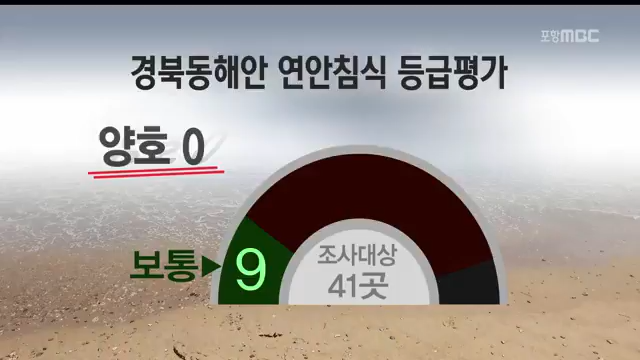 포항MBC
경북동해안 연안침식 등급평가
양호 0
보통▶ 9
조사대상
41곳